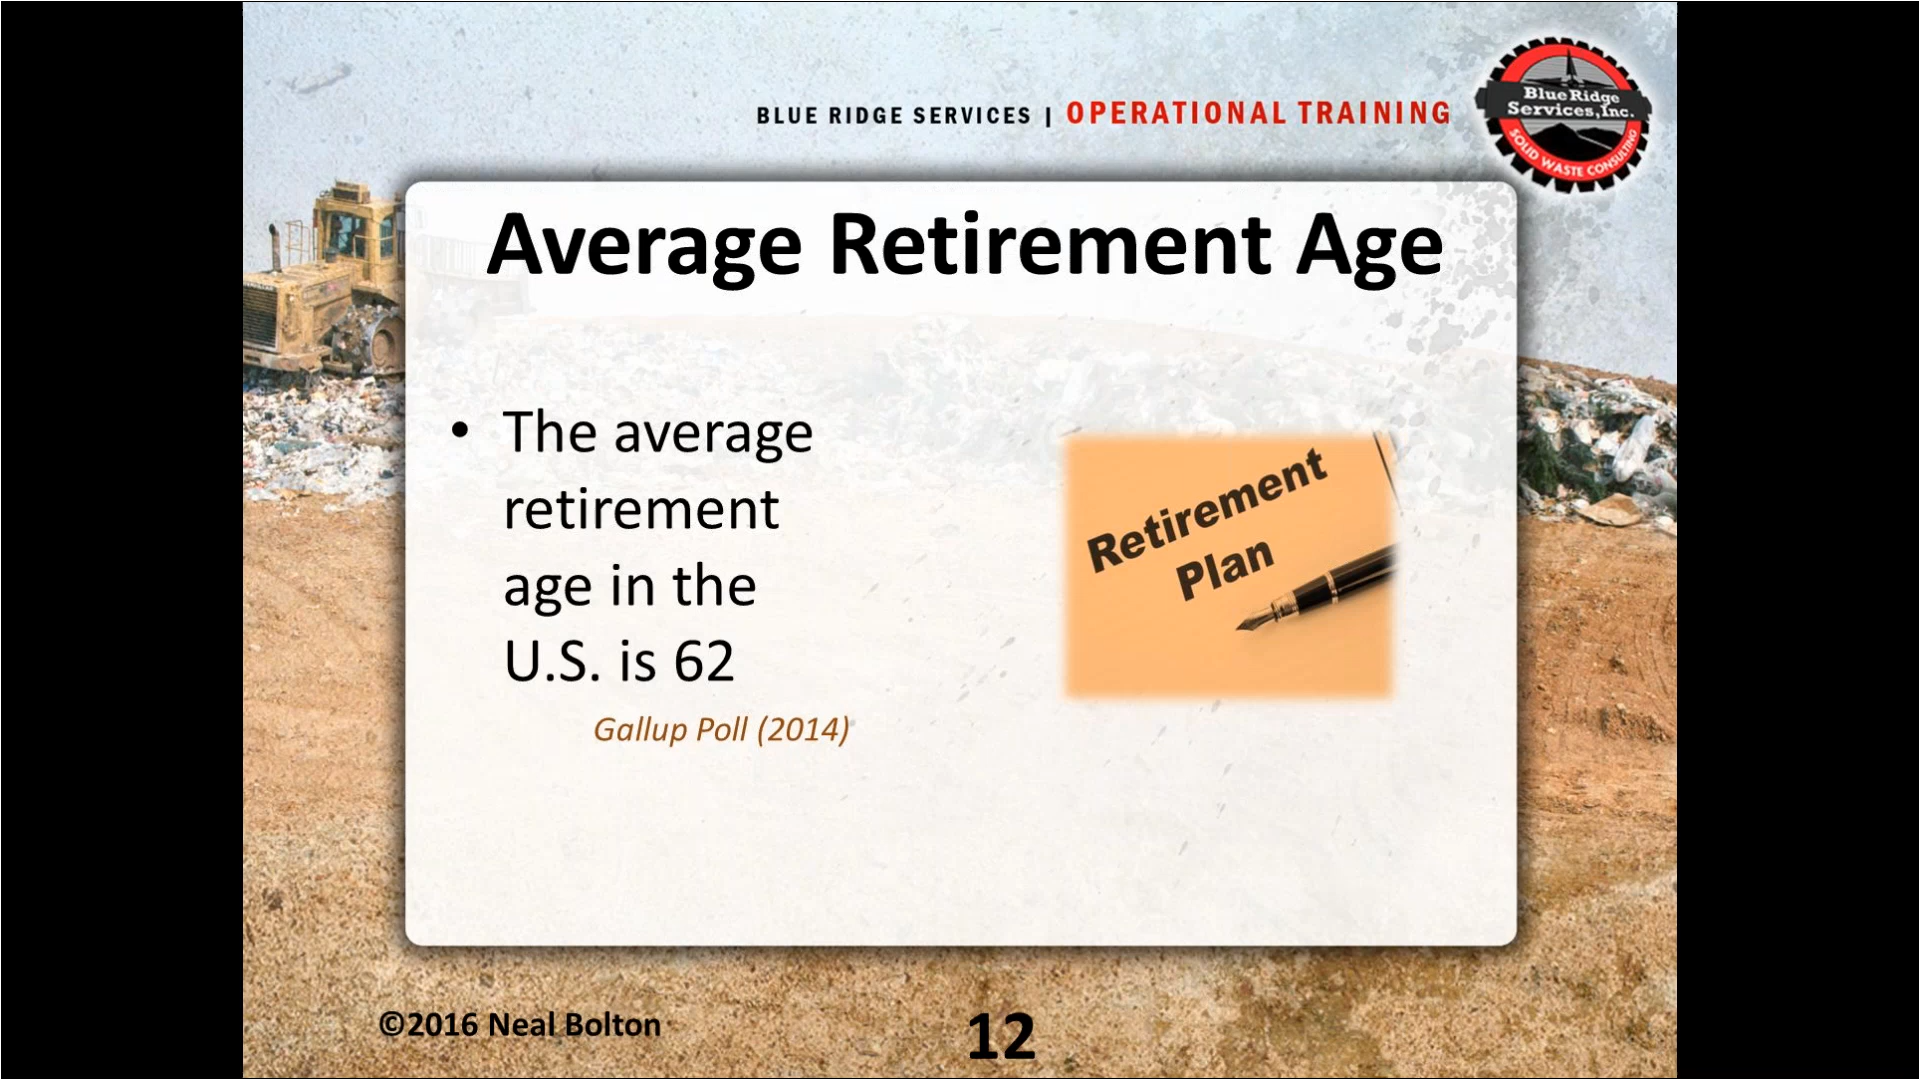 BLUE RIDGE SERVICES | OPERATIONAL TRAINING
Blue Ridge
Services, Inc.
SOLID WASTE CONSULTING
Average Retirement Age
• The average
retirement
age in the
U.S. is 62
Gallup Poll (2014)
Retirement
Plan
©2016 Neal Bolton
12